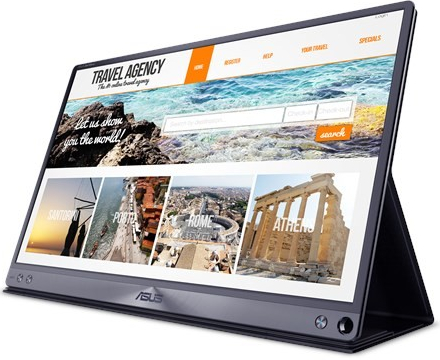 TRAVEL AGENCY
The #1 online travel agency
HOME
REGISTER
HELP
YOUR TRAVEL
SPECIALS
Let us show
you the world!
search
SANTORINI
PORTO
ROME
ATHENS
ASUS